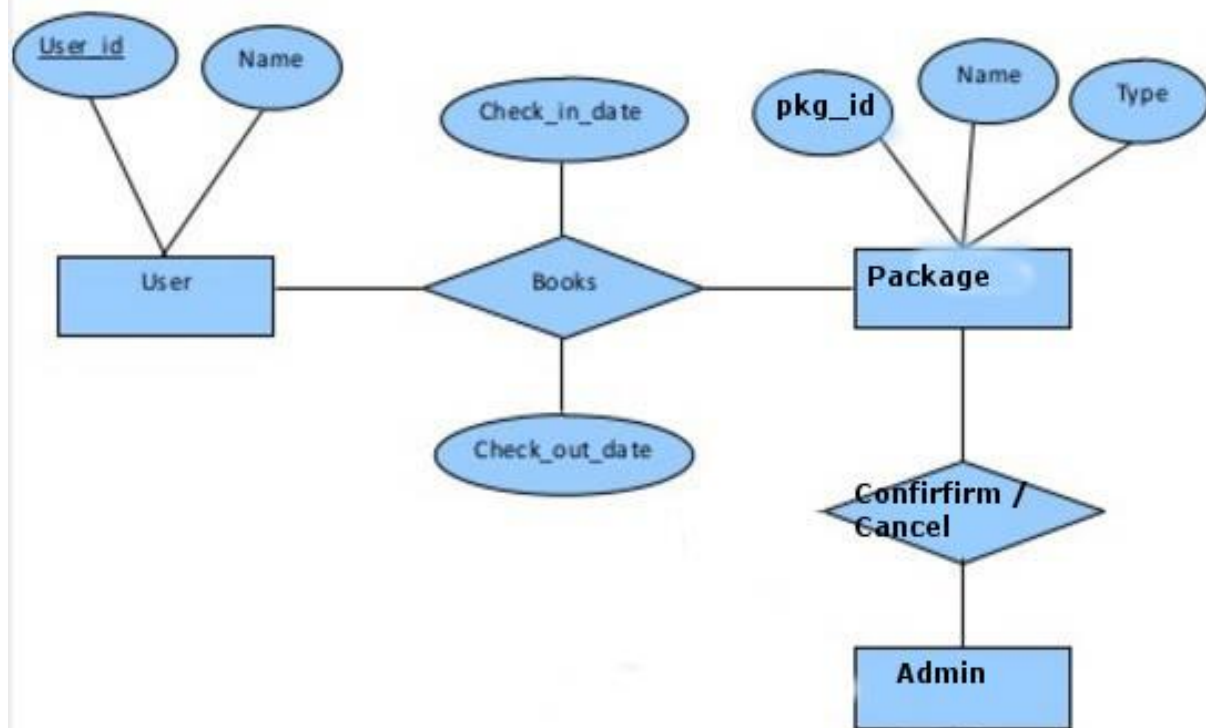 User_id
Name
Check_in_date
pkg_id
Name
Type
User
Books
Package
Check_out_date
Confirfirm /
Cancel
Admin